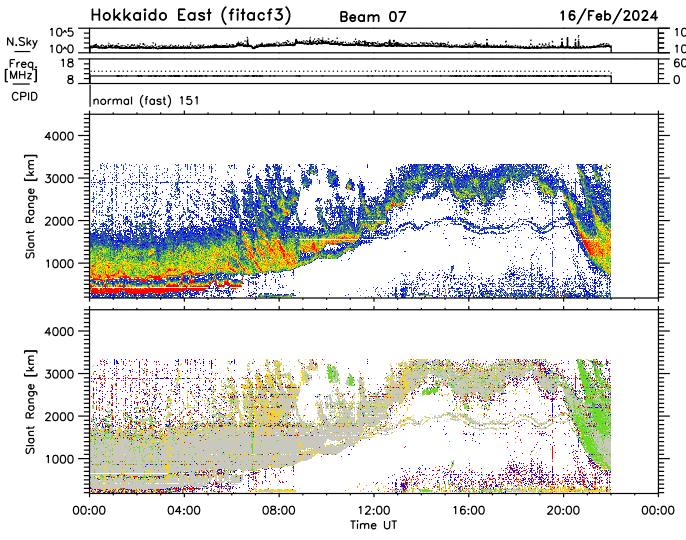 Hokkaido East (fitacf3) Beam 07 16/Feb/2024
N.Sky 10^5 10^0 10 10
Freq. [MHz] 18 8 60 0
CPID normal (fast) 151
Slant Range [km] 4000 3000 2000 1000
Slant Range [km] 4000 3000 2000 1000
00:00 04:00 08:00 12:00 16:00 20:00 00:00
Time UT